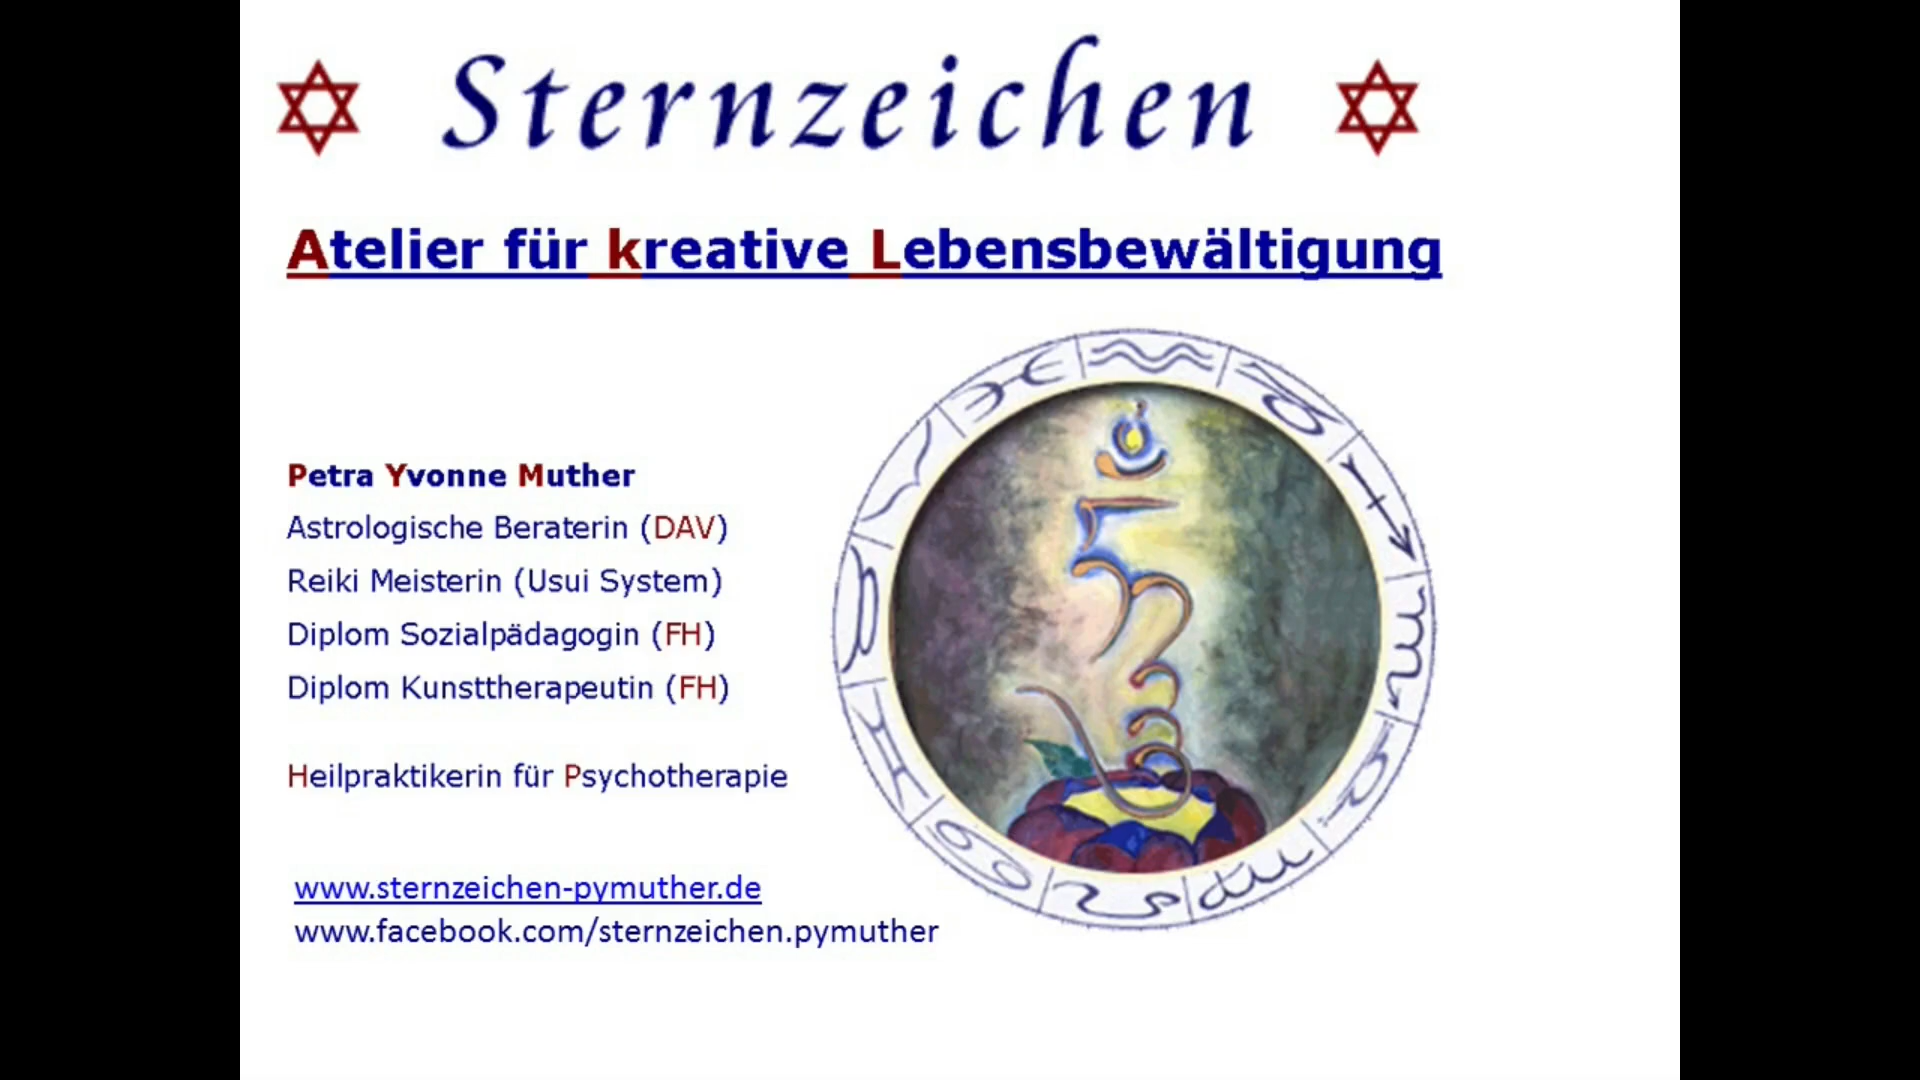 Sternzeichen
Atelier für kreative Lebensbewältigung
Petra Yvonne Muther
Astrologische Beraterin (DAV)
Reiki Meisterin (Usui System)
Diplom Sozialpädagogin (FH)
Diplom Kunsttherapeutin (FH)
Heilpraktikerin für Psychotherapie
www.sternzeichen-pymuther.de
www.facebook.com/sternzeichen.pymuther